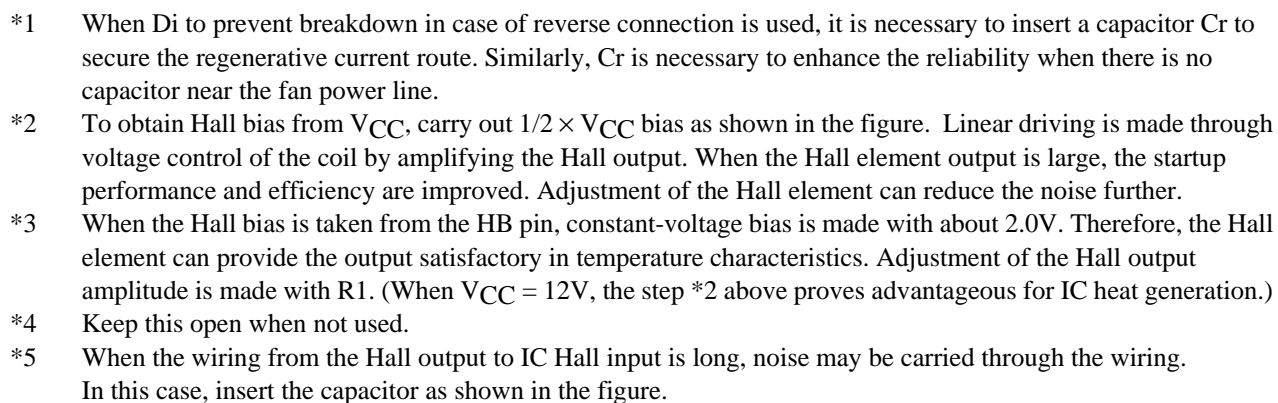 *1 When Di to prevent breakdown in case of reverse connection is used, it is necessary to insert a capacitor Cr to
secure the regenerative current route. Similarly, Cr is necessary to enhance the reliability when there is no
capacitor near the fan power line.
*2 To obtain Hall bias from VCC, carry out 1/2 × VCC bias as shown in the figure. Linear driving is made through
voltage control of the coil by amplifying the Hall output. When the Hall element output is large, the startup
performance and efficiency are improved. Adjustment of the Hall element can reduce the noise further.
*3 When the Hall bias is taken from the HB pin, constant-voltage bias is made with about 2.0V. Therefore, the Hall
element can provide the output satisfactory in temperature characteristics. Adjustment of the Hall output
amplitude is made with R1. (When VCC = 12V, the step *2 above proves advantageous for IC heat generation.)
*4 Keep this open when not used.
*5 When the wiring from the Hall output to IC Hall input is long, noise may be carried through the wiring.
In this case, insert the capacitor as shown in the figure.